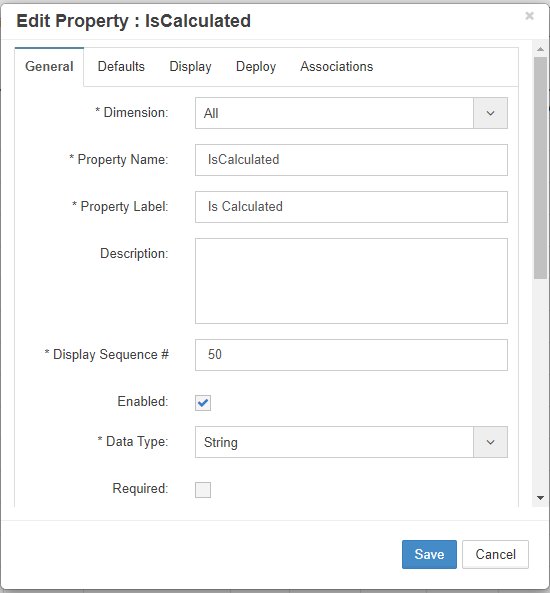 Edit Property : IsCalculated
×
General Defaults Display Deploy Associations
* Dimension: All
* Property Name: IsCalculated
* Property Label: Is Calculated
Description:
* Display Sequence # 50
Enabled:
* Data Type: String
Required:
Save Cancel